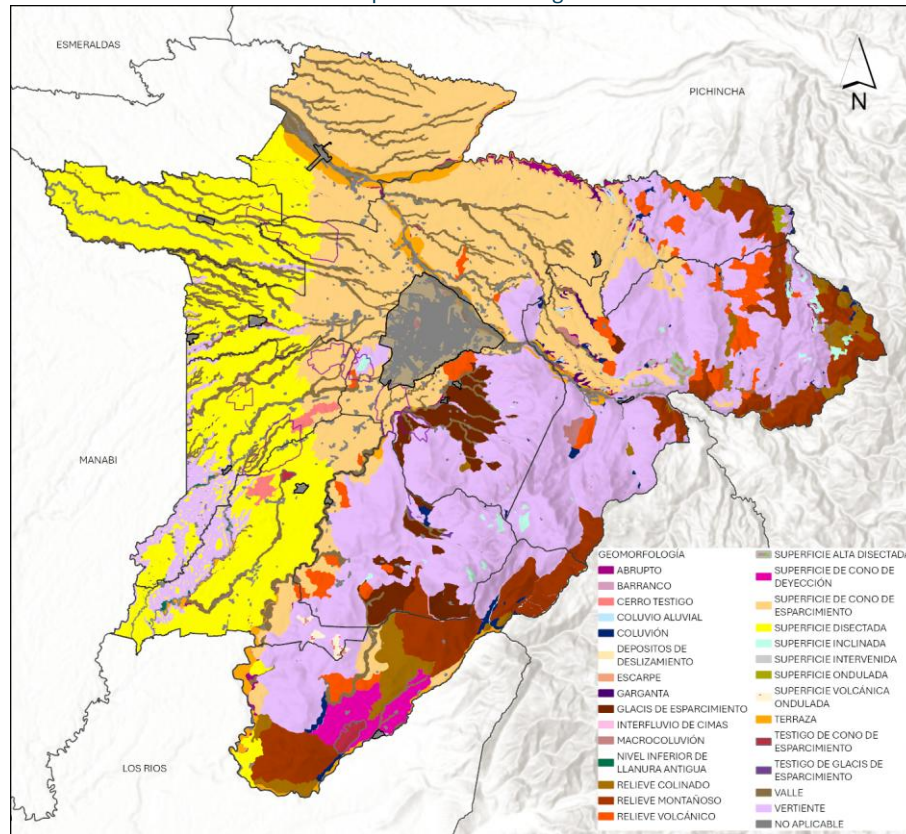 ESMERALDAS
PICHINCHA
N
MANABI
LOS RIOS
GEOMORFOLOGÍA
ABRUPTO
BARRANCO
CERRO TESTIGO
COLUVIO ALUVIAL
COLUVIÓN
DEPOSITOS DE
DESLIZAMIENTO
ESCARPE
GARGANTA
GLACIS DE ESPARCIMIENTO
INTERFLUVIO DE CIMAS
MACROCOLUVIÓN
NIVEL INFERIOR DE
LLANURA ANTIGUA
RELIEVE COLINADO
RELIEVE MONTAÑOSO
RELIEVE VOLCÁNICO
SUPERFICIE ALTA DISECTADA
SUPERFICIE DE CONO DE
DEYECCIÓN
SUPERFICIE DE CONO DE
ESPARCIMIENTO
SUPERFICIE DISECTADA
SUPERFICIE INCLINADA
SUPERFICIE INTERVENIDA
SUPERFICIE ONDULADA
SUPERFICIE VOLCÁNICA
ONDULADA
TERRAZA
TESTIGO DE CONO DE
ESPARCIMIENTO
TESTIGO DE GLACIS DE
ESPARCIMIENTO
VALLE
VERTIENTE
NO APLICABLE